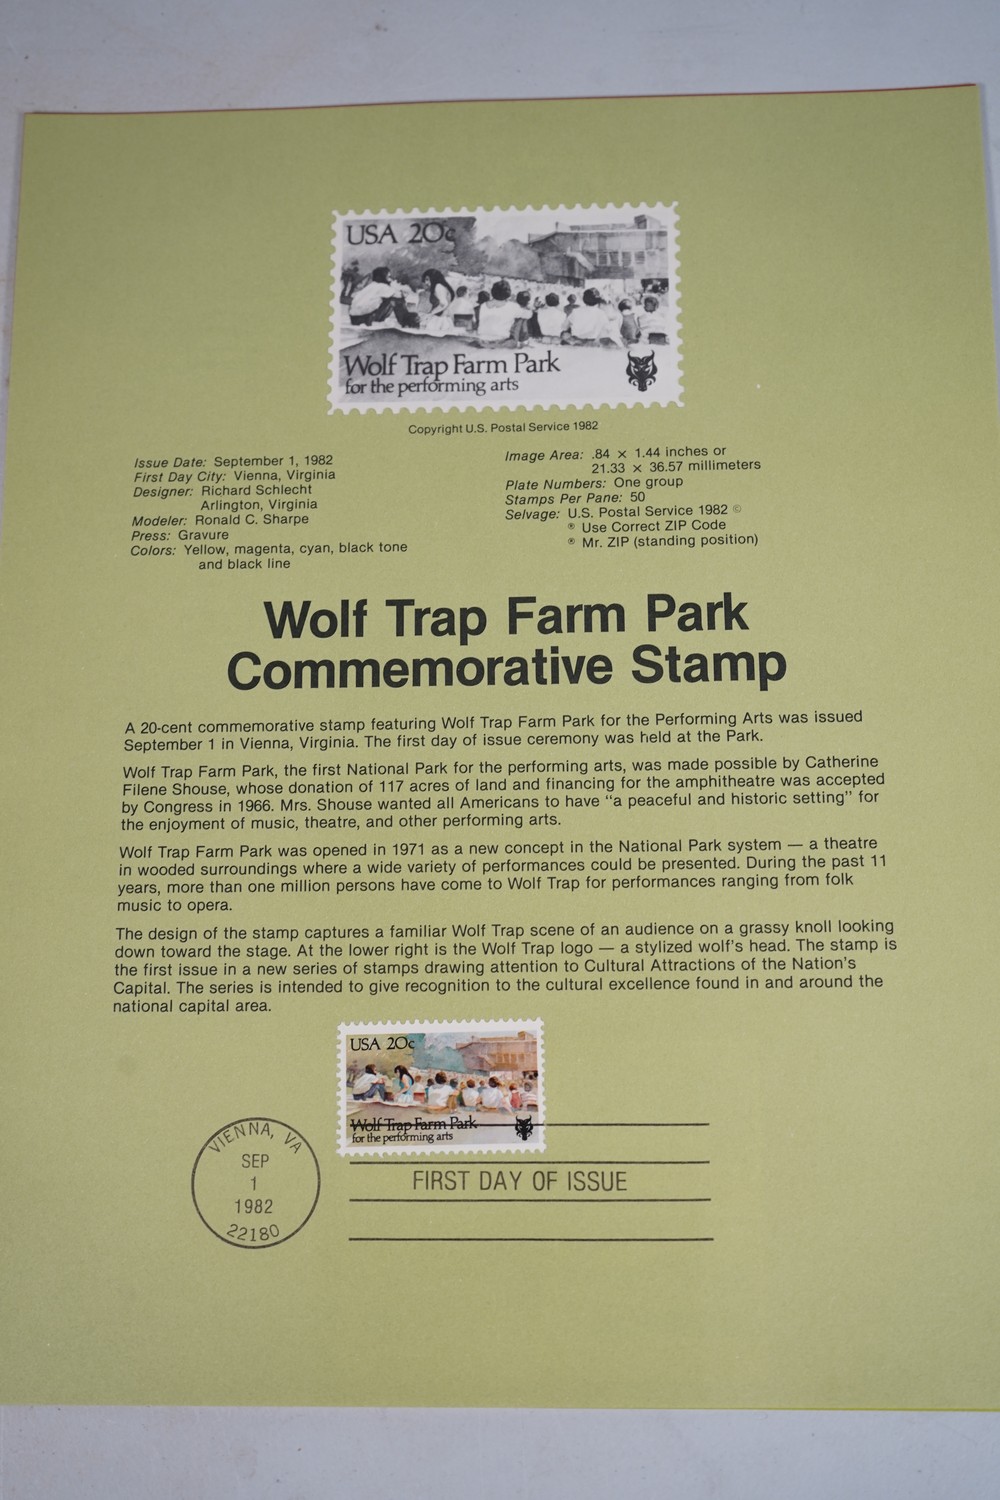 USA 20c
Wolf Trap Farm Park
for the performing arts
Copyright U.S. Postal Service 1982
Issue Date: September 1, 1982
First Day City: Vienna, Virginia
Designer: Richard Schlecht
Arlington, Virginia
Modeler: Ronald C. Sharpe
Press: Gravure
Colors: Yellow, magenta, cyan, black tone
and black line
Image Area: .84 × 1.44 inches or
21.33 × 36.57 millimeters
Plate Numbers: One group
Stamps Per Pane: 50
Selvage: U.S. Postal Service 1982 ©
® Use Correct ZIP Code
® Mr. ZIP (standing position)
Wolf Trap Farm Park
Commemorative Stamp
A 20-cent commemorative stamp featuring Wolf Trap Farm Park for the Performing Arts was issued
September 1 in Vienna, Virginia. The first day of issue ceremony was held at the Park.
Wolf Trap Farm Park, the first National Park for the performing arts, was made possible by Catherine
Filene Shouse, whose donation of 117 acres of land and financing for the amphitheatre was accepted
by Congress in 1966. Mrs. Shouse wanted all Americans to have “a peaceful and historic setting” for
the enjoyment of music, theatre, and other performing arts.
Wolf Trap Farm Park was opened in 1971 as a new concept in the National Park system — a theatre
in wooded surroundings where a wide variety of performances could be presented. During the past 11
years, more than one million persons have come to Wolf Trap for performances ranging from folk
music to opera.
The design of the stamp captures a familiar Wolf Trap scene of an audience on a grassy knoll looking
down toward the stage. At the lower right is the Wolf Trap logo — a stylized wolf's head. The stamp is
the first issue in a new series of stamps drawing attention to Cultural Attractions of the Nation's
Capital. The series is intended to give recognition to the cultural excellence found in and around the
national capital area.
USA 20c
Wolf Trap Farm Park
for the performing arts
VIENNA, VA
SEP
1
1982
22180
FIRST DAY OF ISSUE